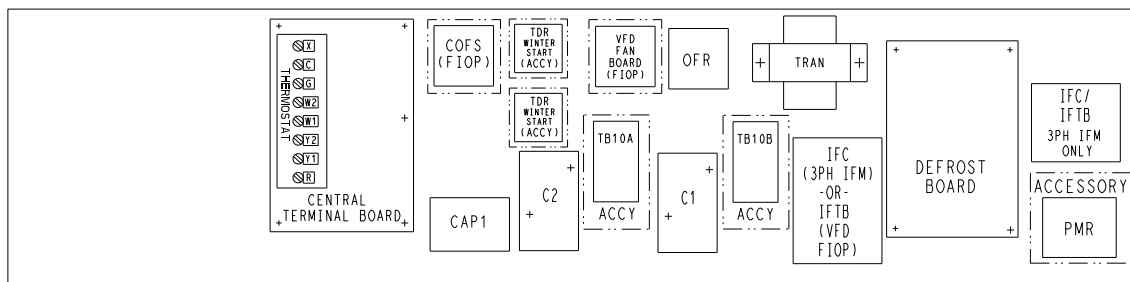 THERMOSTAT
X
C
G
W2
W1
Y2
Y1
R
CENTRAL
TERMINAL BOARD
COFS
(FIOP)
TDR
WINTER
START
(ACCY)
TDR
WINTER
START
(ACCY)
CAP1
C2
VFD
FAN
BOARD
(FIOP)
TB10A
ACCY
OFR
C1
TB10B
ACCY
TRAN
IFC
(3PH IFM)
-OR-
IFTB
(VFD
FIOP)
DEFROST
BOARD
IFC/
IFTB
3PH IFM
ONLY
ACCESSORY
PMR